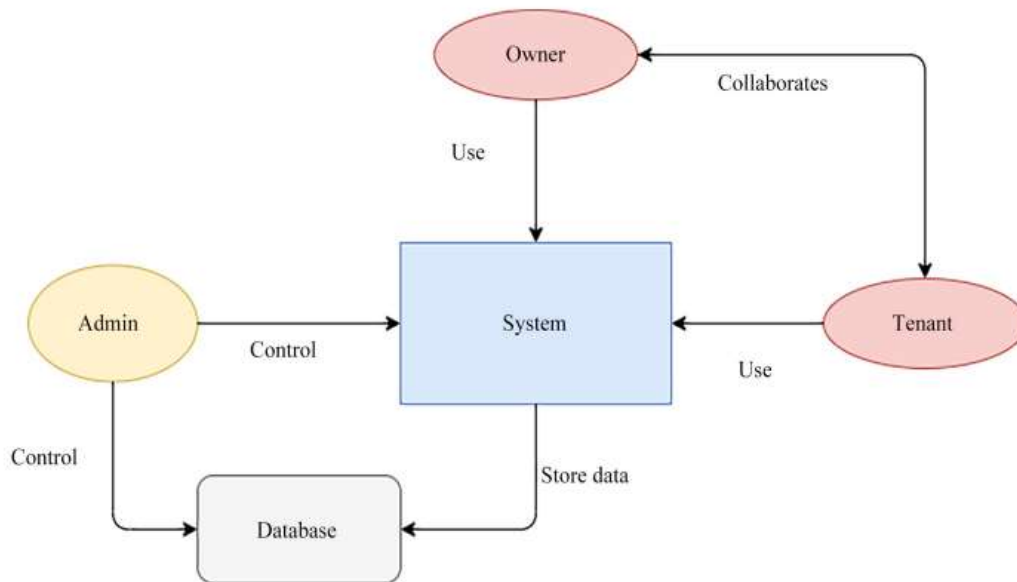 Owner
Collaborates
Use
Admin
Control
System
Tenant
Use
Control
Store data
Database